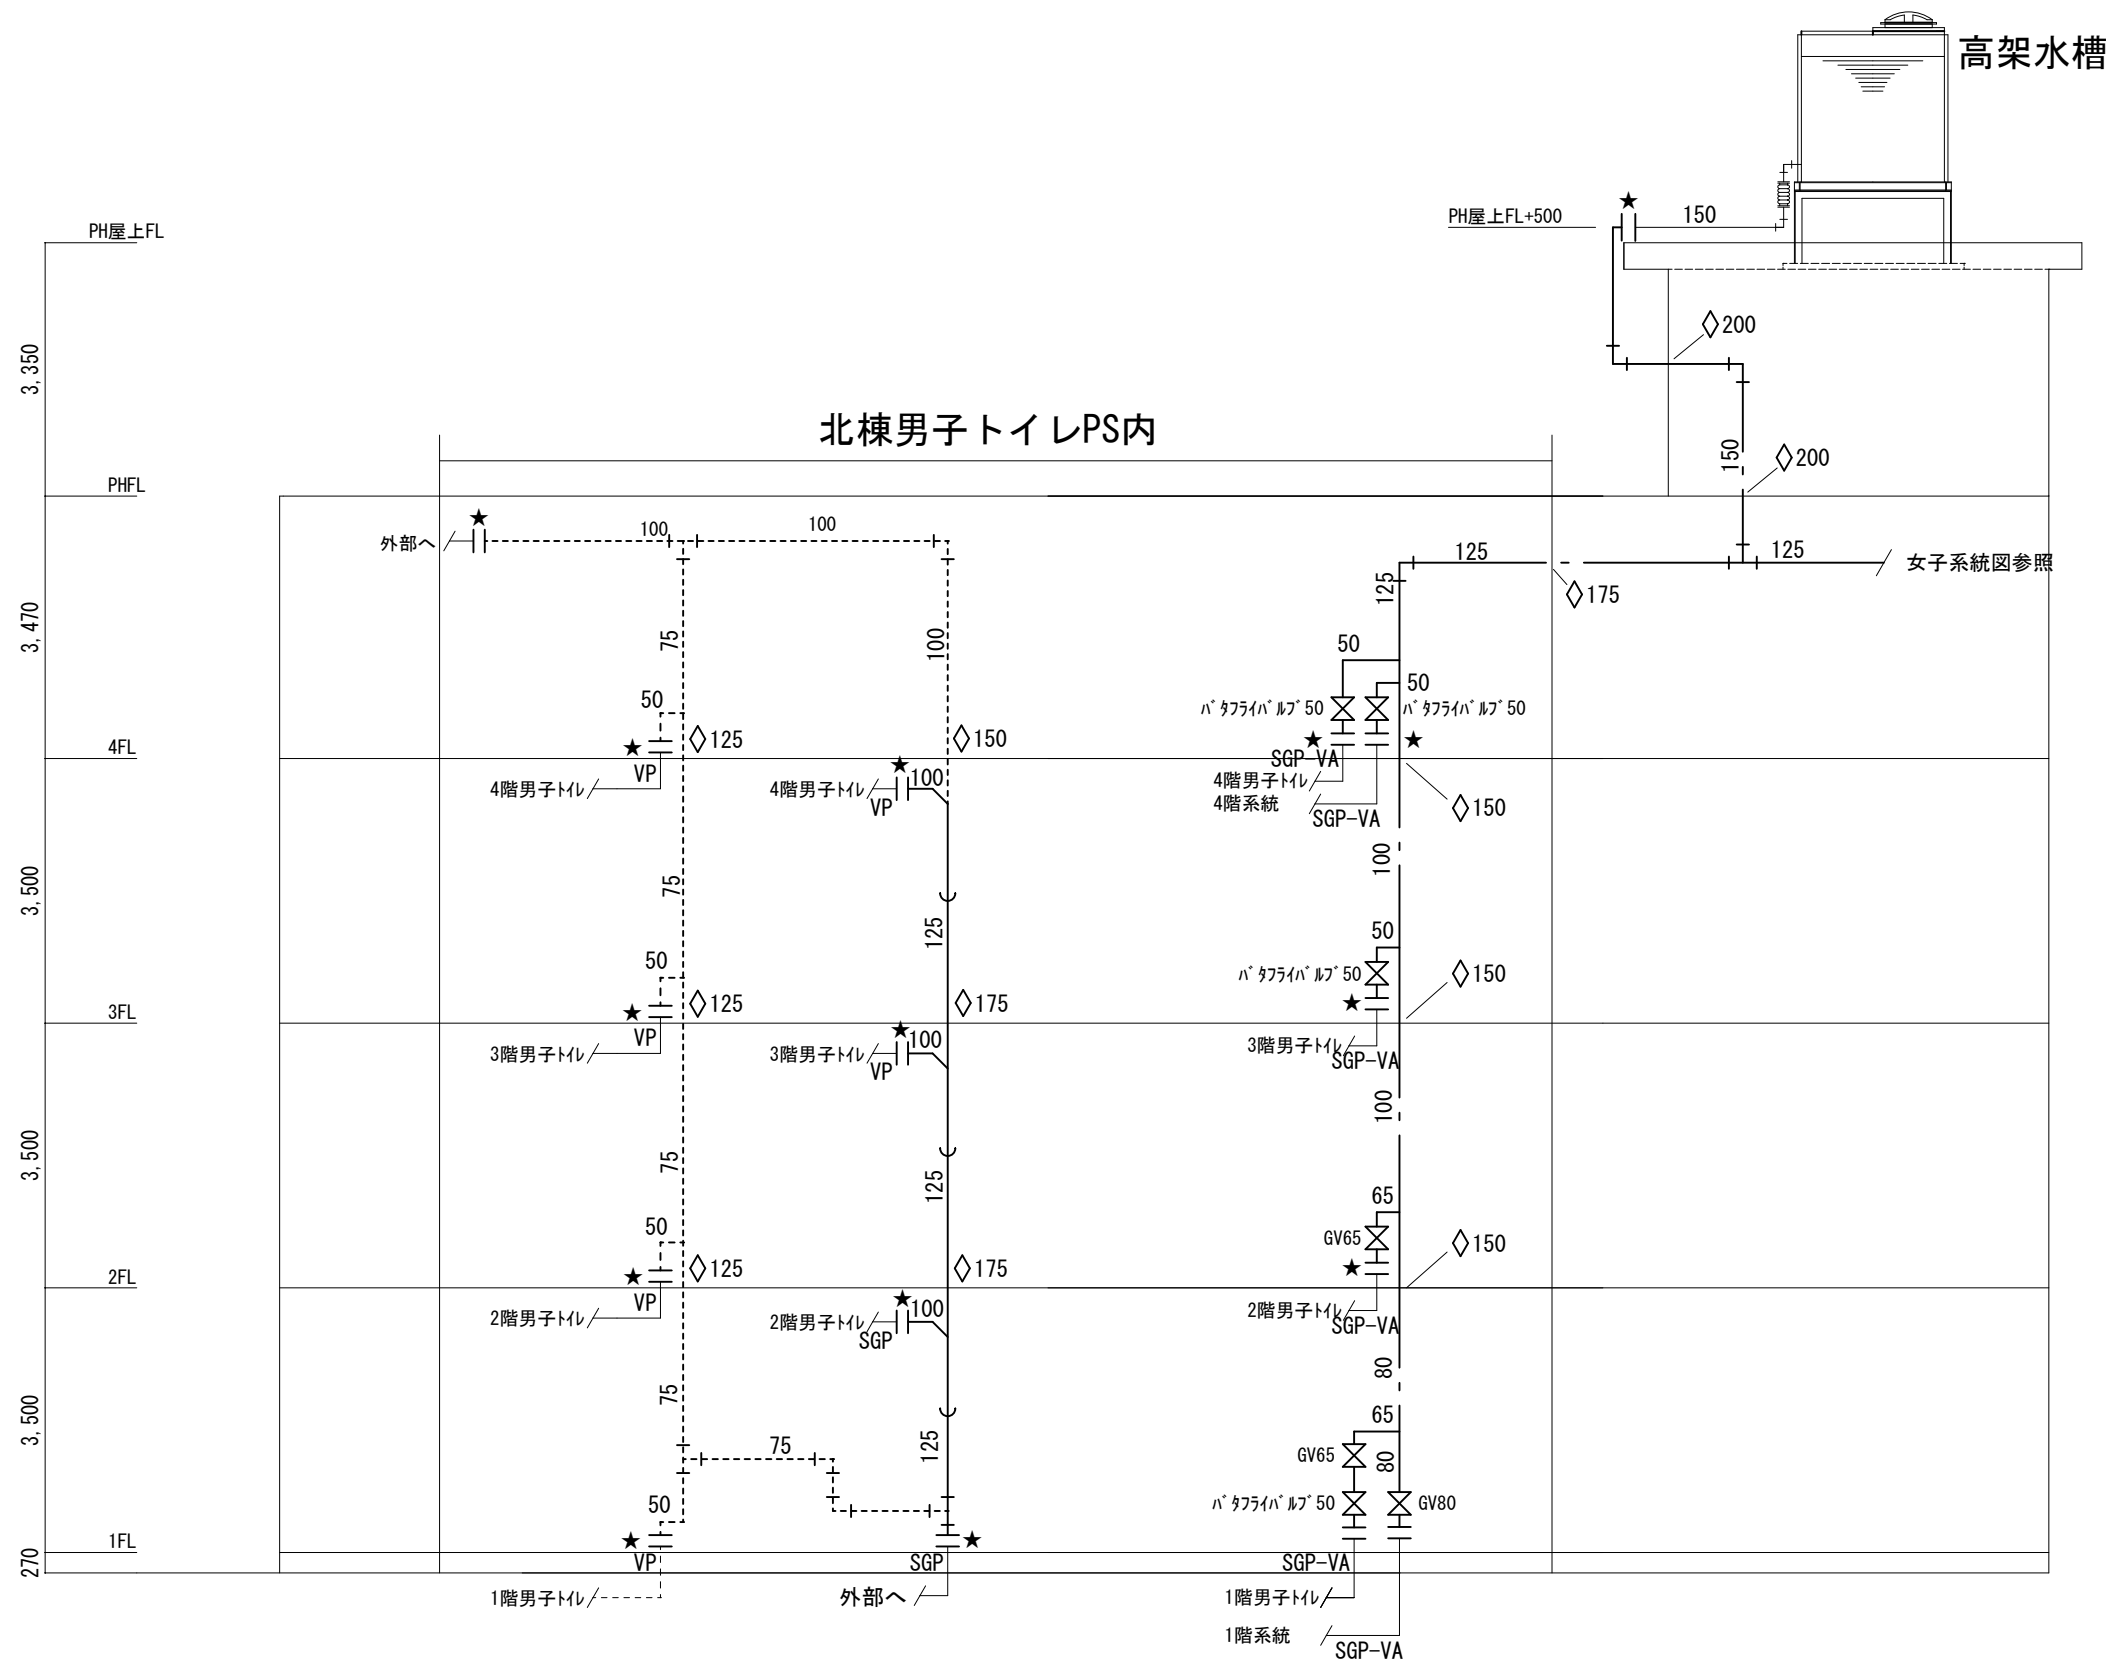 高架水槽
★
PH屋上FL+500
150
PH屋上FL
◇200
3,350
北棟男子トイレPS内
150
◇200
PHFL
★
100
100
外部へ
125
125
女子系統図参照
125
◇175
3,470
75
100
50
50
50
バタフライバルブ50
バタフライバルブ50
★
◇125
◇150
★
★
4FL
VP
★
SGP-VA
4階男子トイレ
4階男子トイレ
100
VP
4階男子トイレ
4階系統
SGP-VA
◇150
100
3,500
75
125
50
50
バタフライバルブ50
◇150
★
◇125
◇175
★
3FL
VP
★
3階男子トイレ
3階男子トイレ
100
VP
3階男子トイレ
SGP-VA
100
3,500
75
125
65
50
GV65
◇150
★
◇125
◇175
★
2FL
VP
★
2階男子トイレ
2階男子トイレ
100
SGP
2階男子トイレ
SGP-VA
80
3,500
75
65
75
125
GV65
80
50
バタフライバルブ50
GV80
★
★
1FL
VP
SGP
SGP-VA
270
1階男子トイレ
外部へ
1階男子トイレ
1階系統
SGP-VA